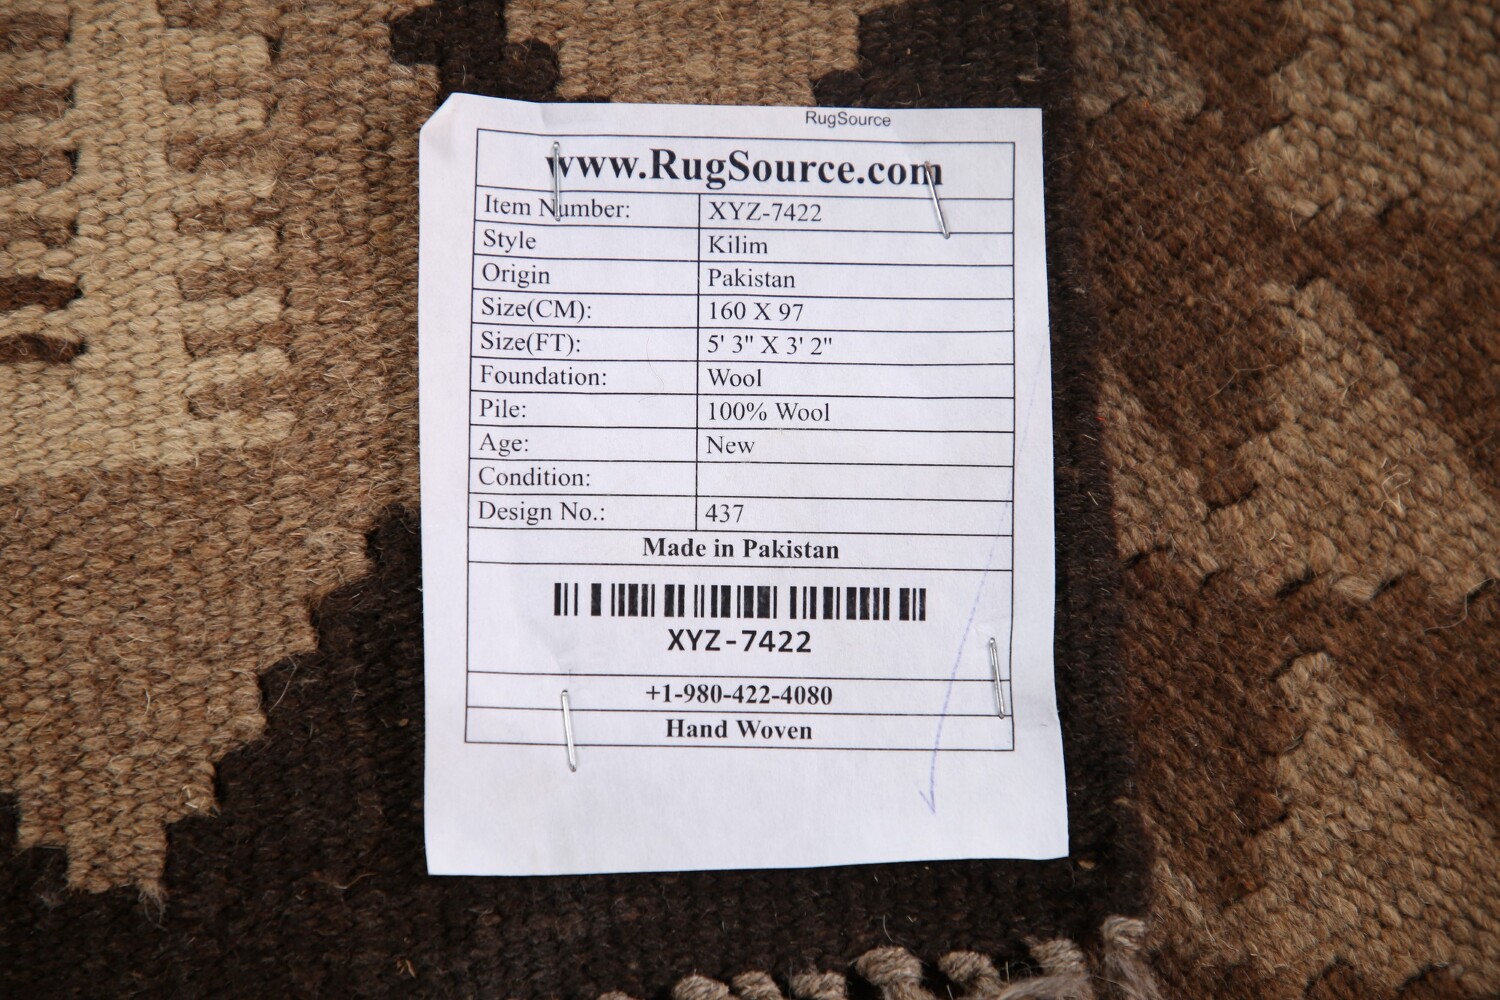 RugSource
www.RugSource.com
Item Number: XYZ-7422
Style Kilim
Origin Pakistan
Size(CM): 160 X 97
Size(FT): 5' 3" X 3' 2"
Foundation: Wool
Pile: 100% Wool
Age: New
Condition:
Design No.: 437
Made in Pakistan
XYZ-7422
+1-980-422-4080
Hand Woven